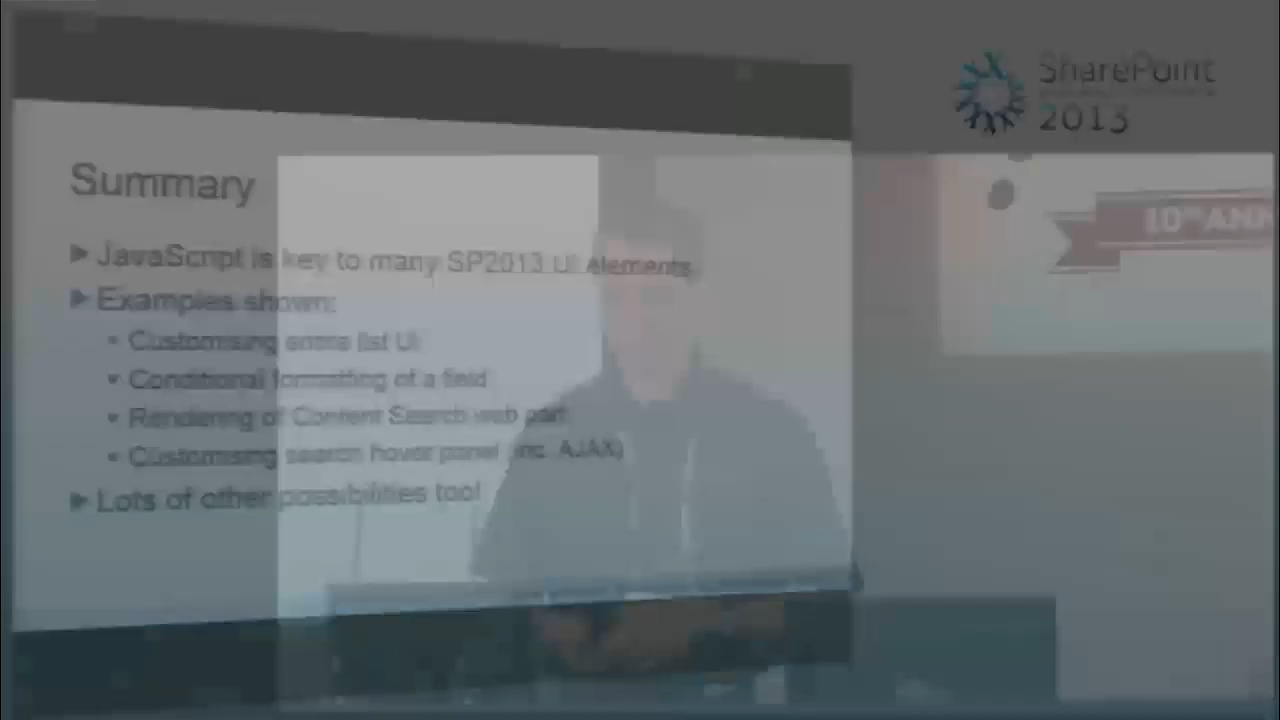 SharePoint
2013
10TH ANN
Summary
JavaScript is key to many SP2013 UI elements
Examples shown:
Customising entire list UI
Conditional formatting of a field
Rendering of Content Search web part
Customising search hover panel (inc. AJAX)
Lots of other possibilities too!